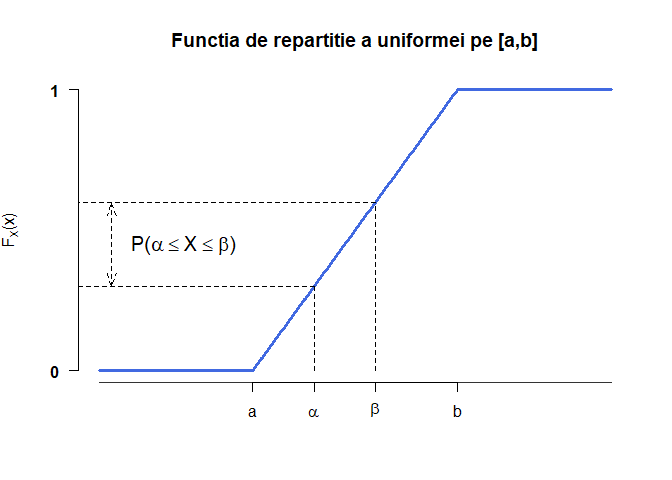 Functia de repartitie a uniformei pe [a,b]
1
F_X(x)
P(α ≤ X ≤ β)
0
a α β b